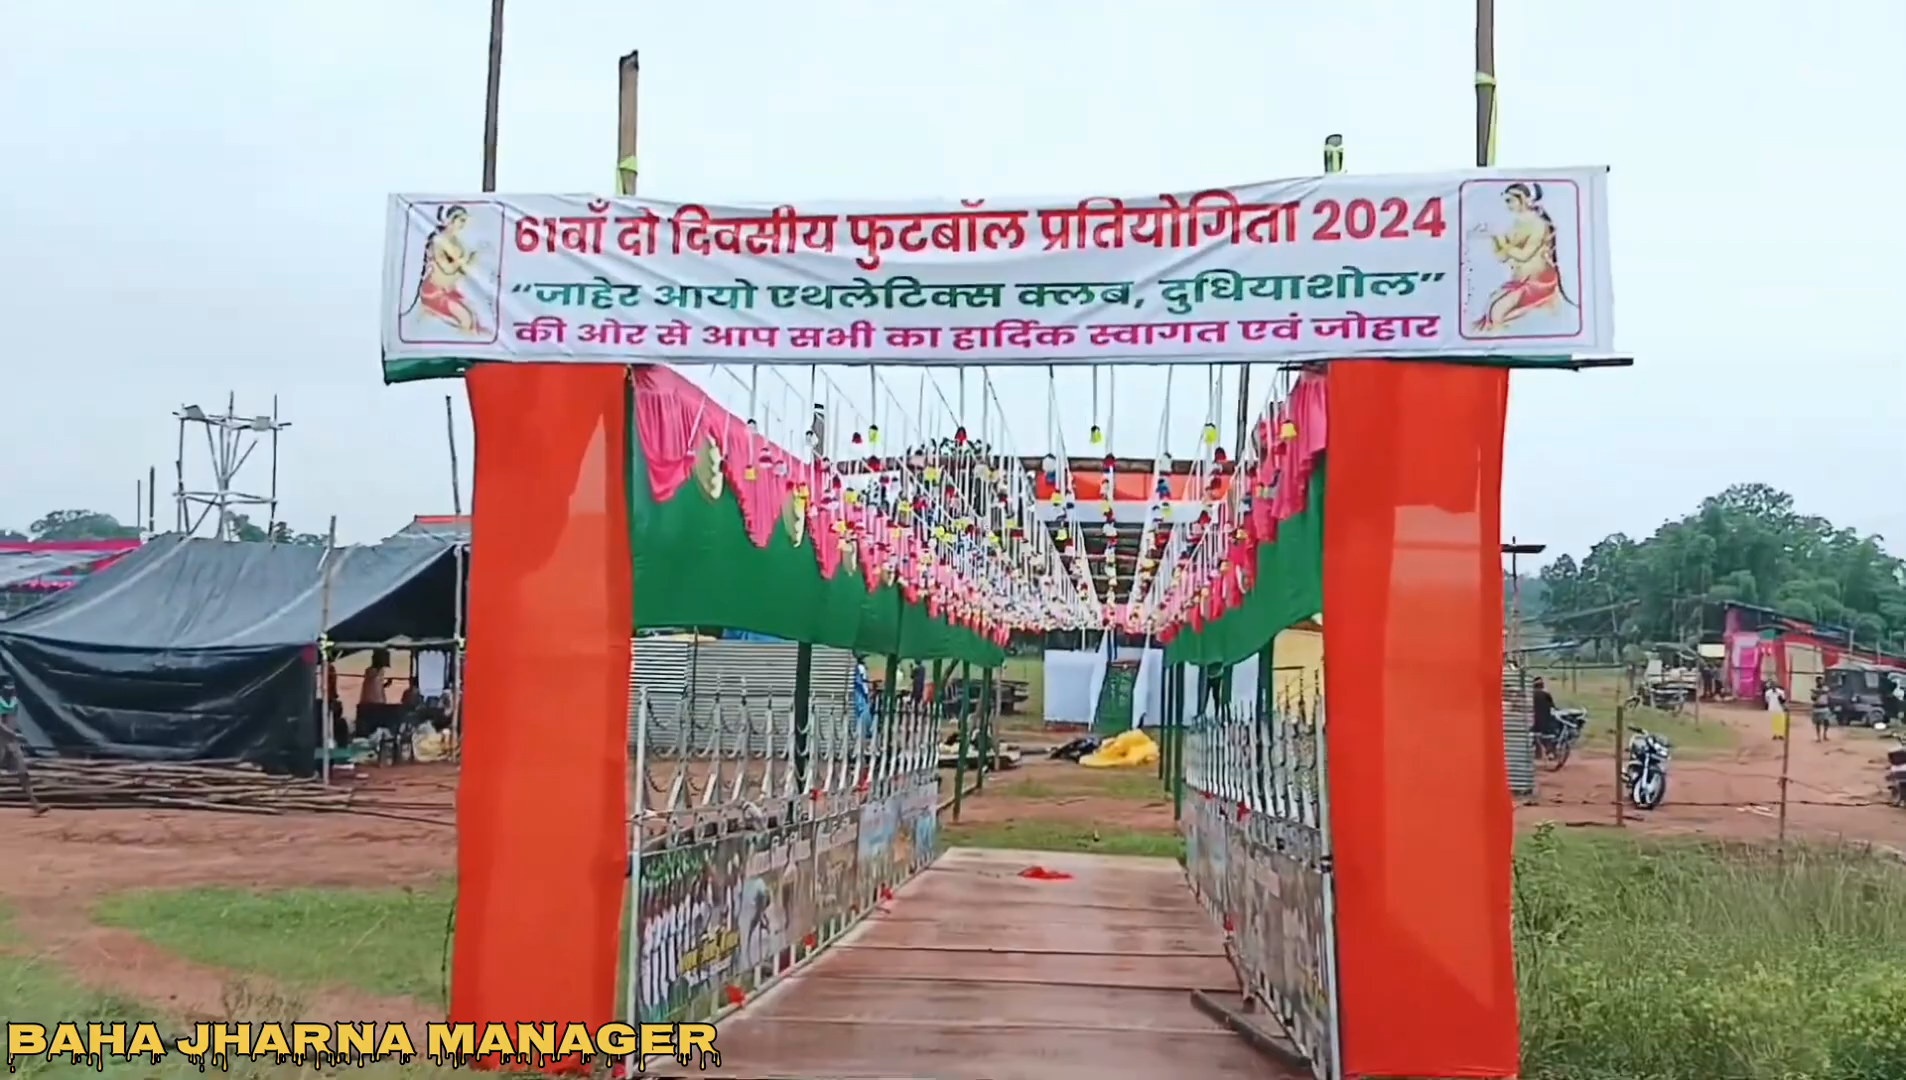 61वाँ दो दिवसीय फुटबॉल प्रतियोगिता 2024
“जाहेर आयो एथलेटिक्स क्लब, दुधियाशोल”
की ओर से आप सभी का हार्दिक स्वागत एवं जोहार
BAHA JHARNA MANAGER